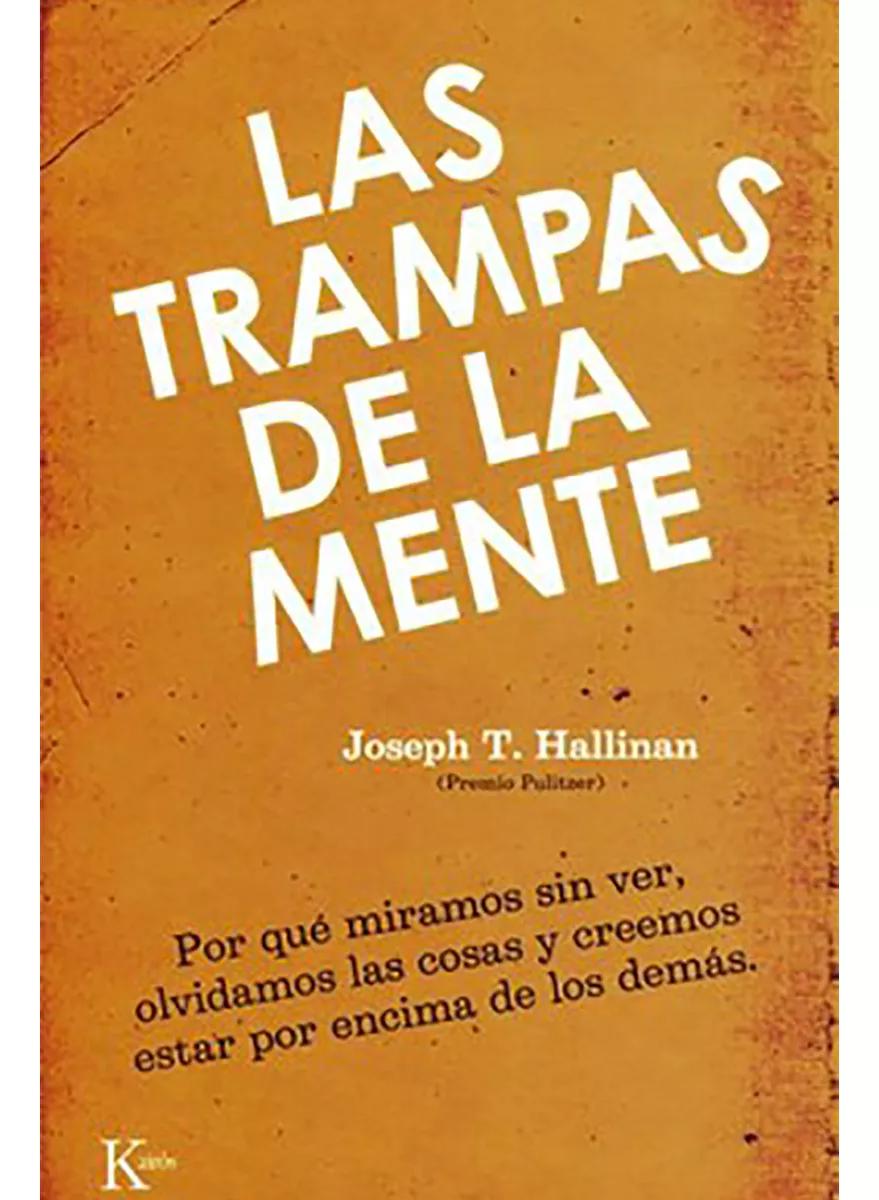 LAS
TRAMPAS
DE LA
MENTE
Joseph T. Hallinan
(Premio Pulitzer)
Por qué miramos sin ver,
olvidamos las cosas y creemos
estar por encima de los demás.
Kairós